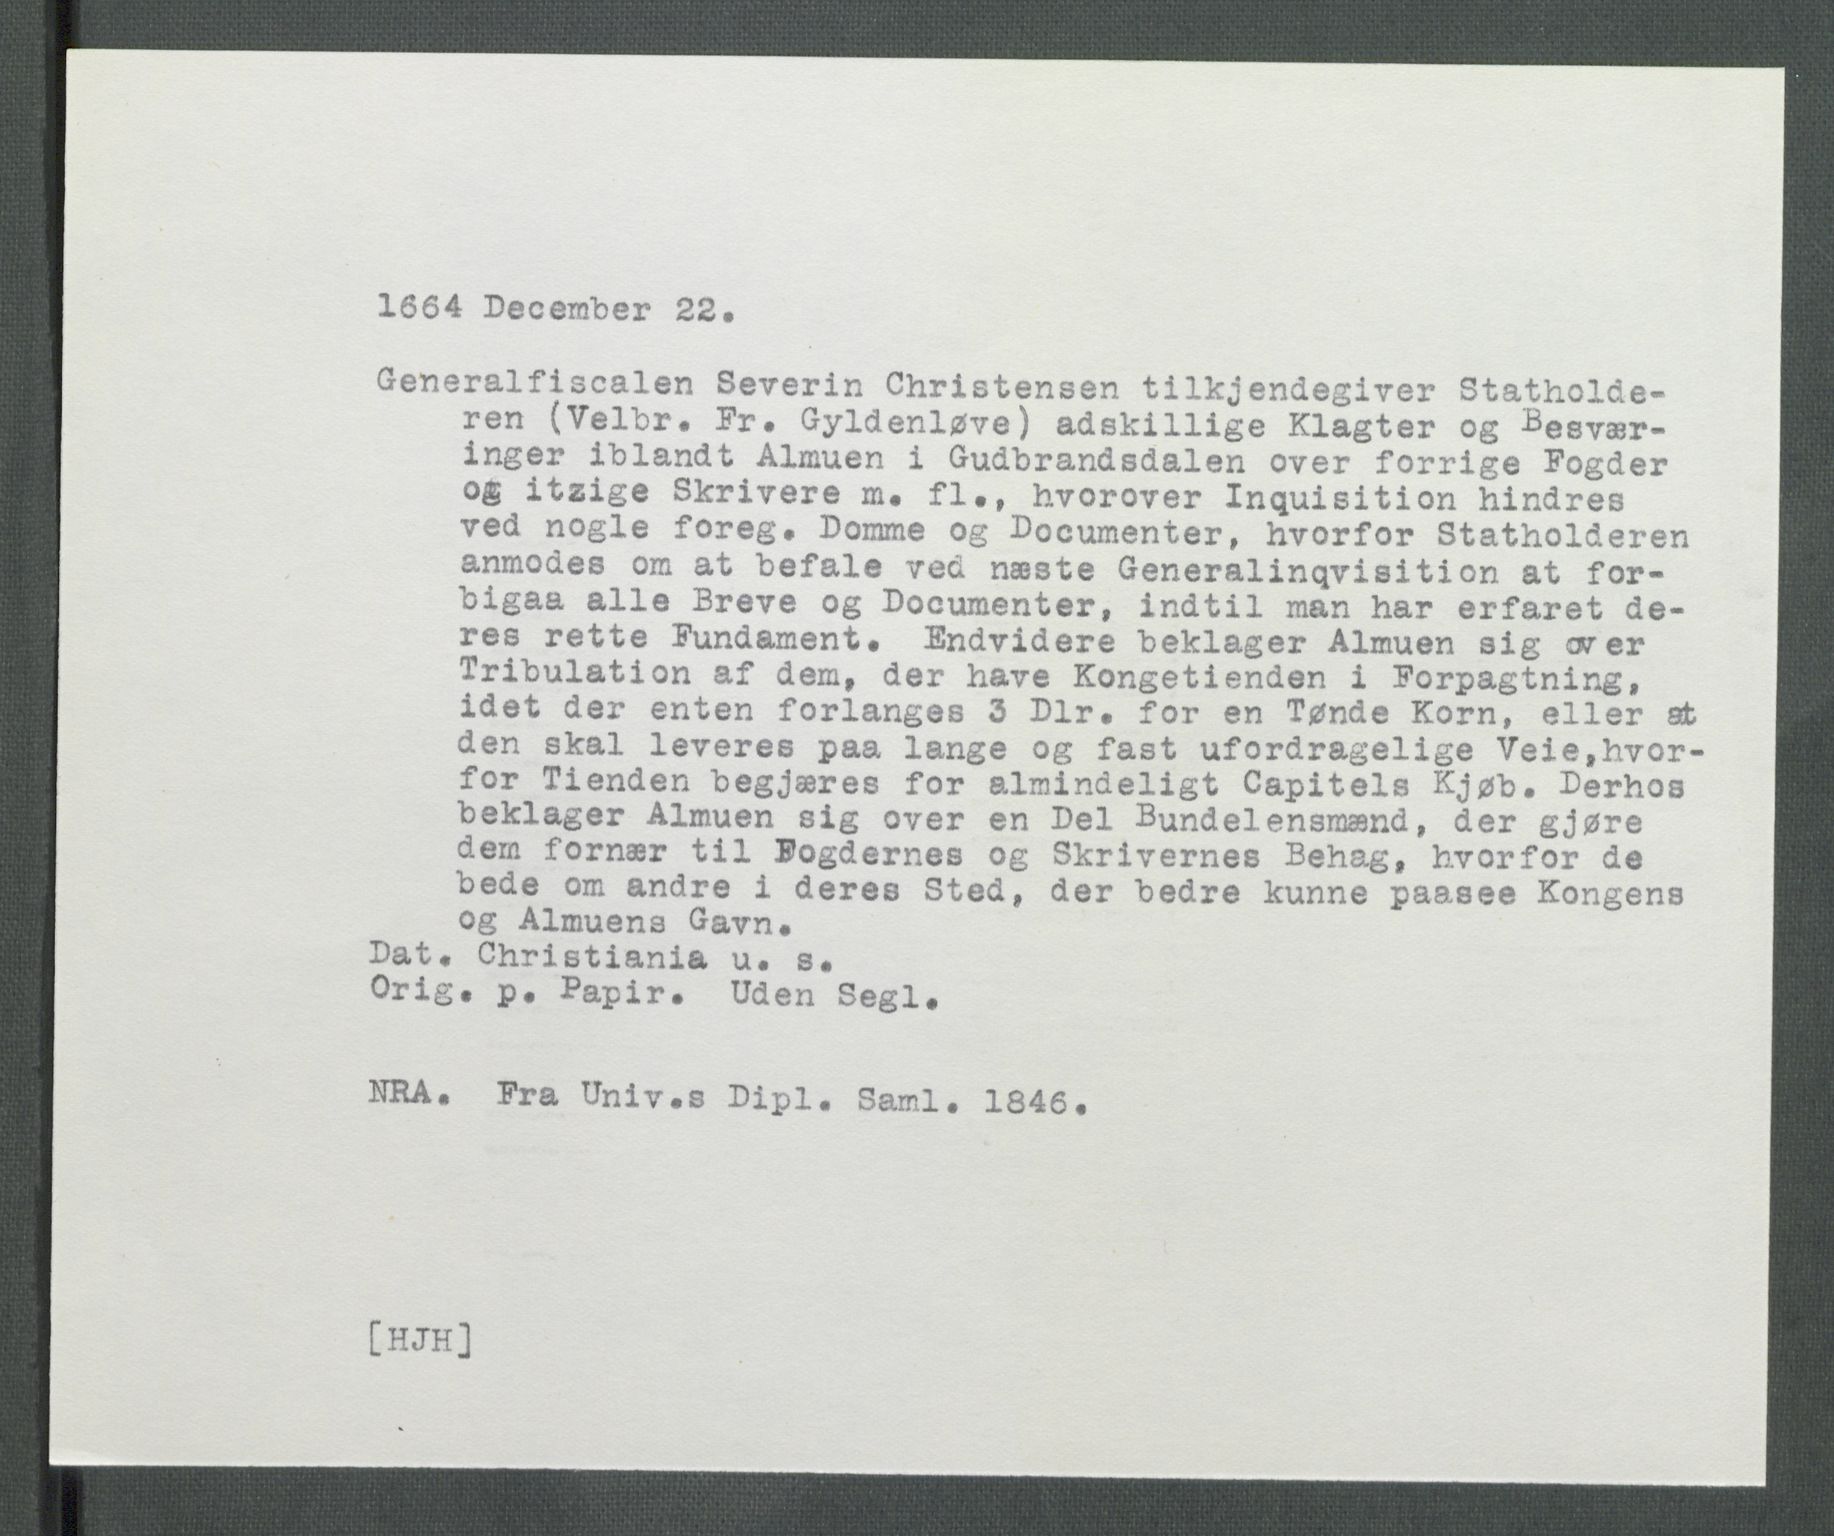 1664 December 22.
Generalfiscalen Severin Christensen tilkjendegiver Statholde-
ren (Velbr. Fr. Gyldenløve) adskillige Klagter og Besvær-
inger iblandt Almuen i Gudbrandsdalen over forrige Fogder
og itzige Skrivere m. fl., hvorover Inquisition hindres
ved nogle foreg. Domme og Documenter, hvorfor Statholderen
anmodes om at befale ved næste Generalinqvisition at for-
bigaa alle Breve og Documenter, indtil man har erfaret de-
res rette Fundament. Endvidere beklager Almuen sig over
Tribulation af dem, der have Kongetienden i Forpagtning,
idet der enten forlanges 3 Dlr. for en Tønde Korn, eller at
den skal leveres paa lange og fast ufordragelige Veie,hvor-
for Tienden begjæres for almindeligt Capitels Kjøb. Derhos
beklager Almuen sig over en Del Bundelensmænd, der gjøre
dem fornær til Fogdernes og Skrivernes Behag, hvorfor de
bede om andre i deres Sted, der bedre kunne paasee Kongens
og Almuens Gavn.
Dat. Christiania u. s.
Orig. p. Papir. Uden Segl.
NRA. Fra Univ.s Dipl. Saml. 1846.
[HJH]